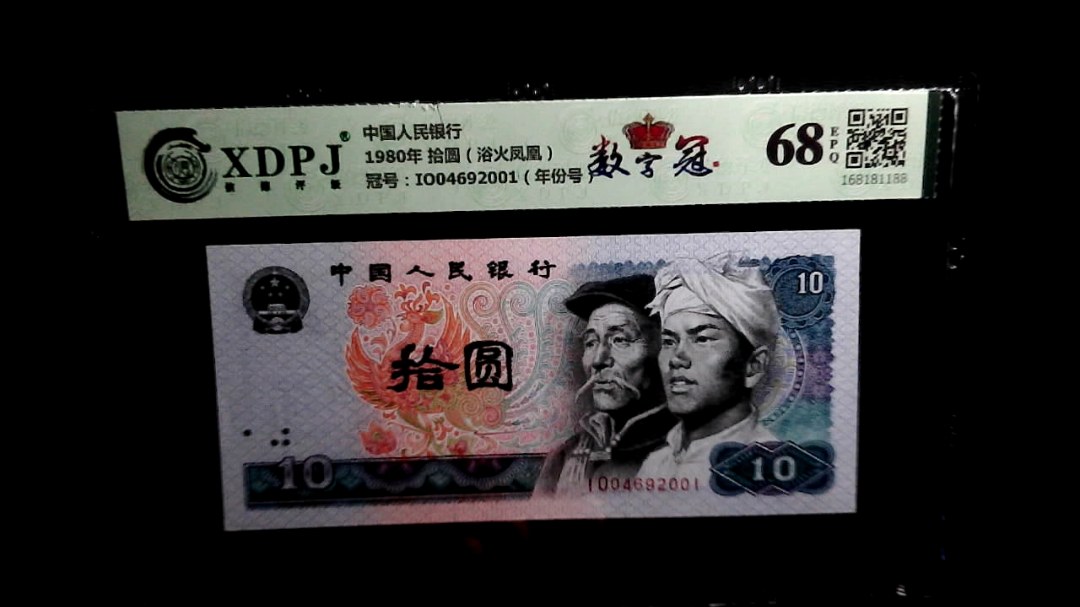 XDPJ®
中国人民银行
1980年 拾圆（浴火凤凰）
冠号：IO04692001（年份号）
数字冠
68 EPQ
168181188
中国人民银行
10
拾圆
10
IO04692001
10